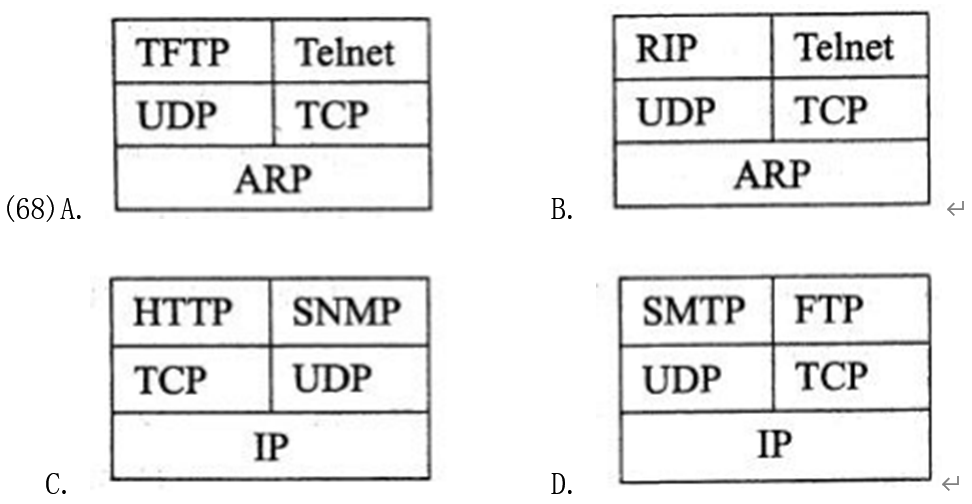 TFTP Telnet RIP Telnet
UDP TCP UDP TCP
ARP ARP
(68)A. B. ↵
HTTP SNMP SMTP FTP
TCP UDP UDP TCP
IP IP
C. D. ↵